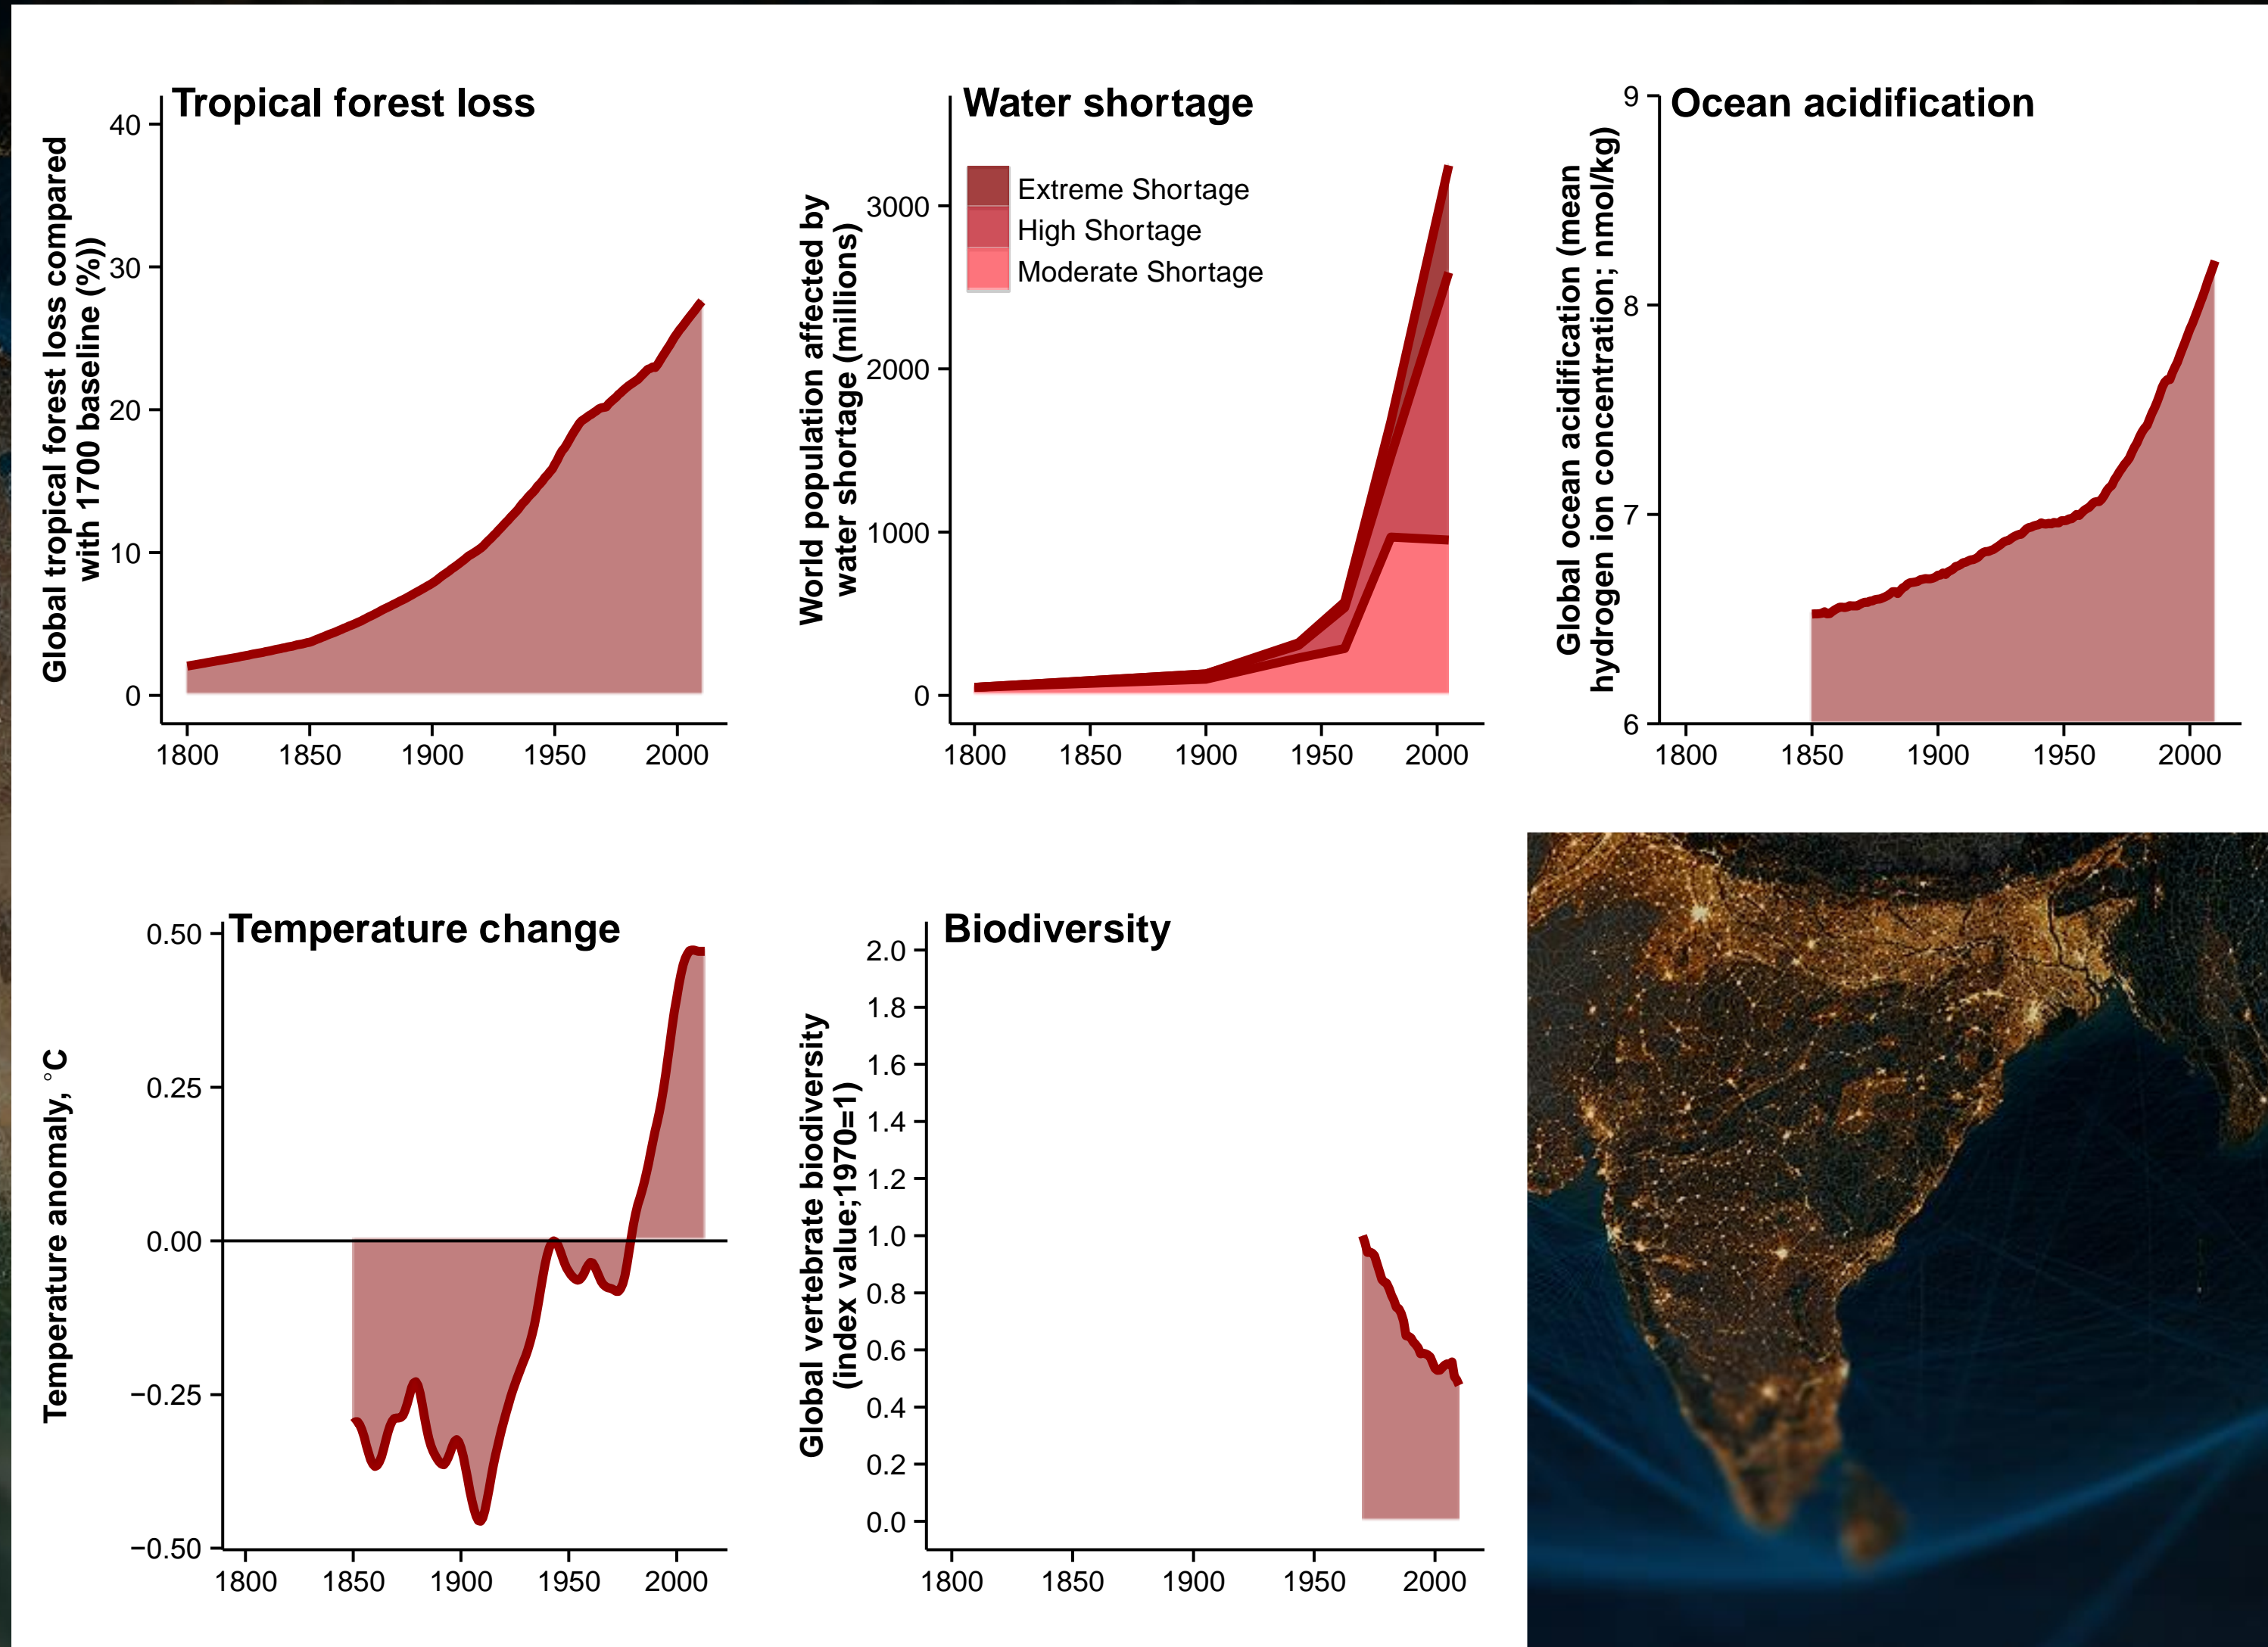 Tropical forest loss
Global tropical forest loss compared
with 1700 baseline (%))
40
30
20
10
0
1800 1850 1900 1950 2000
Water shortage
World population affected by
water shortage (millions)
Extreme Shortage
High Shortage
Moderate Shortage
3000
2000
1000
0
1800 1850 1900 1950 2000
Ocean acidification
Global ocean acidification (mean
hydrogen ion concentration; nmol/kg)
9
8
7
6
1800 1850 1900 1950 2000
Temperature change
Temperature anomaly, °C
0.50
0.25
0.00
−0.25
−0.50
1800 1850 1900 1950 2000
Biodiversity
Global vertebrate biodiversity
(index value;1970=1)
2.0
1.8
1.6
1.4
1.2
1.0
0.8
0.6
0.4
0.2
0.0
1800 1850 1900 1950 2000